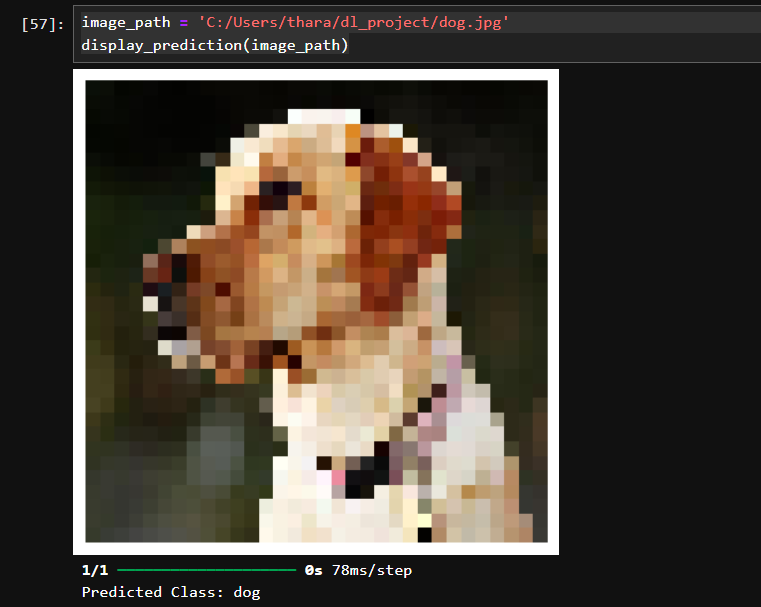 [57]:
image_path = 'C:/Users/thara/dl_project/dog.jpg'
display_prediction(image_path)
1/1 ━━━━━━━━━━━━━━━━━━━━ 0s 78ms/step
Predicted Class: dog